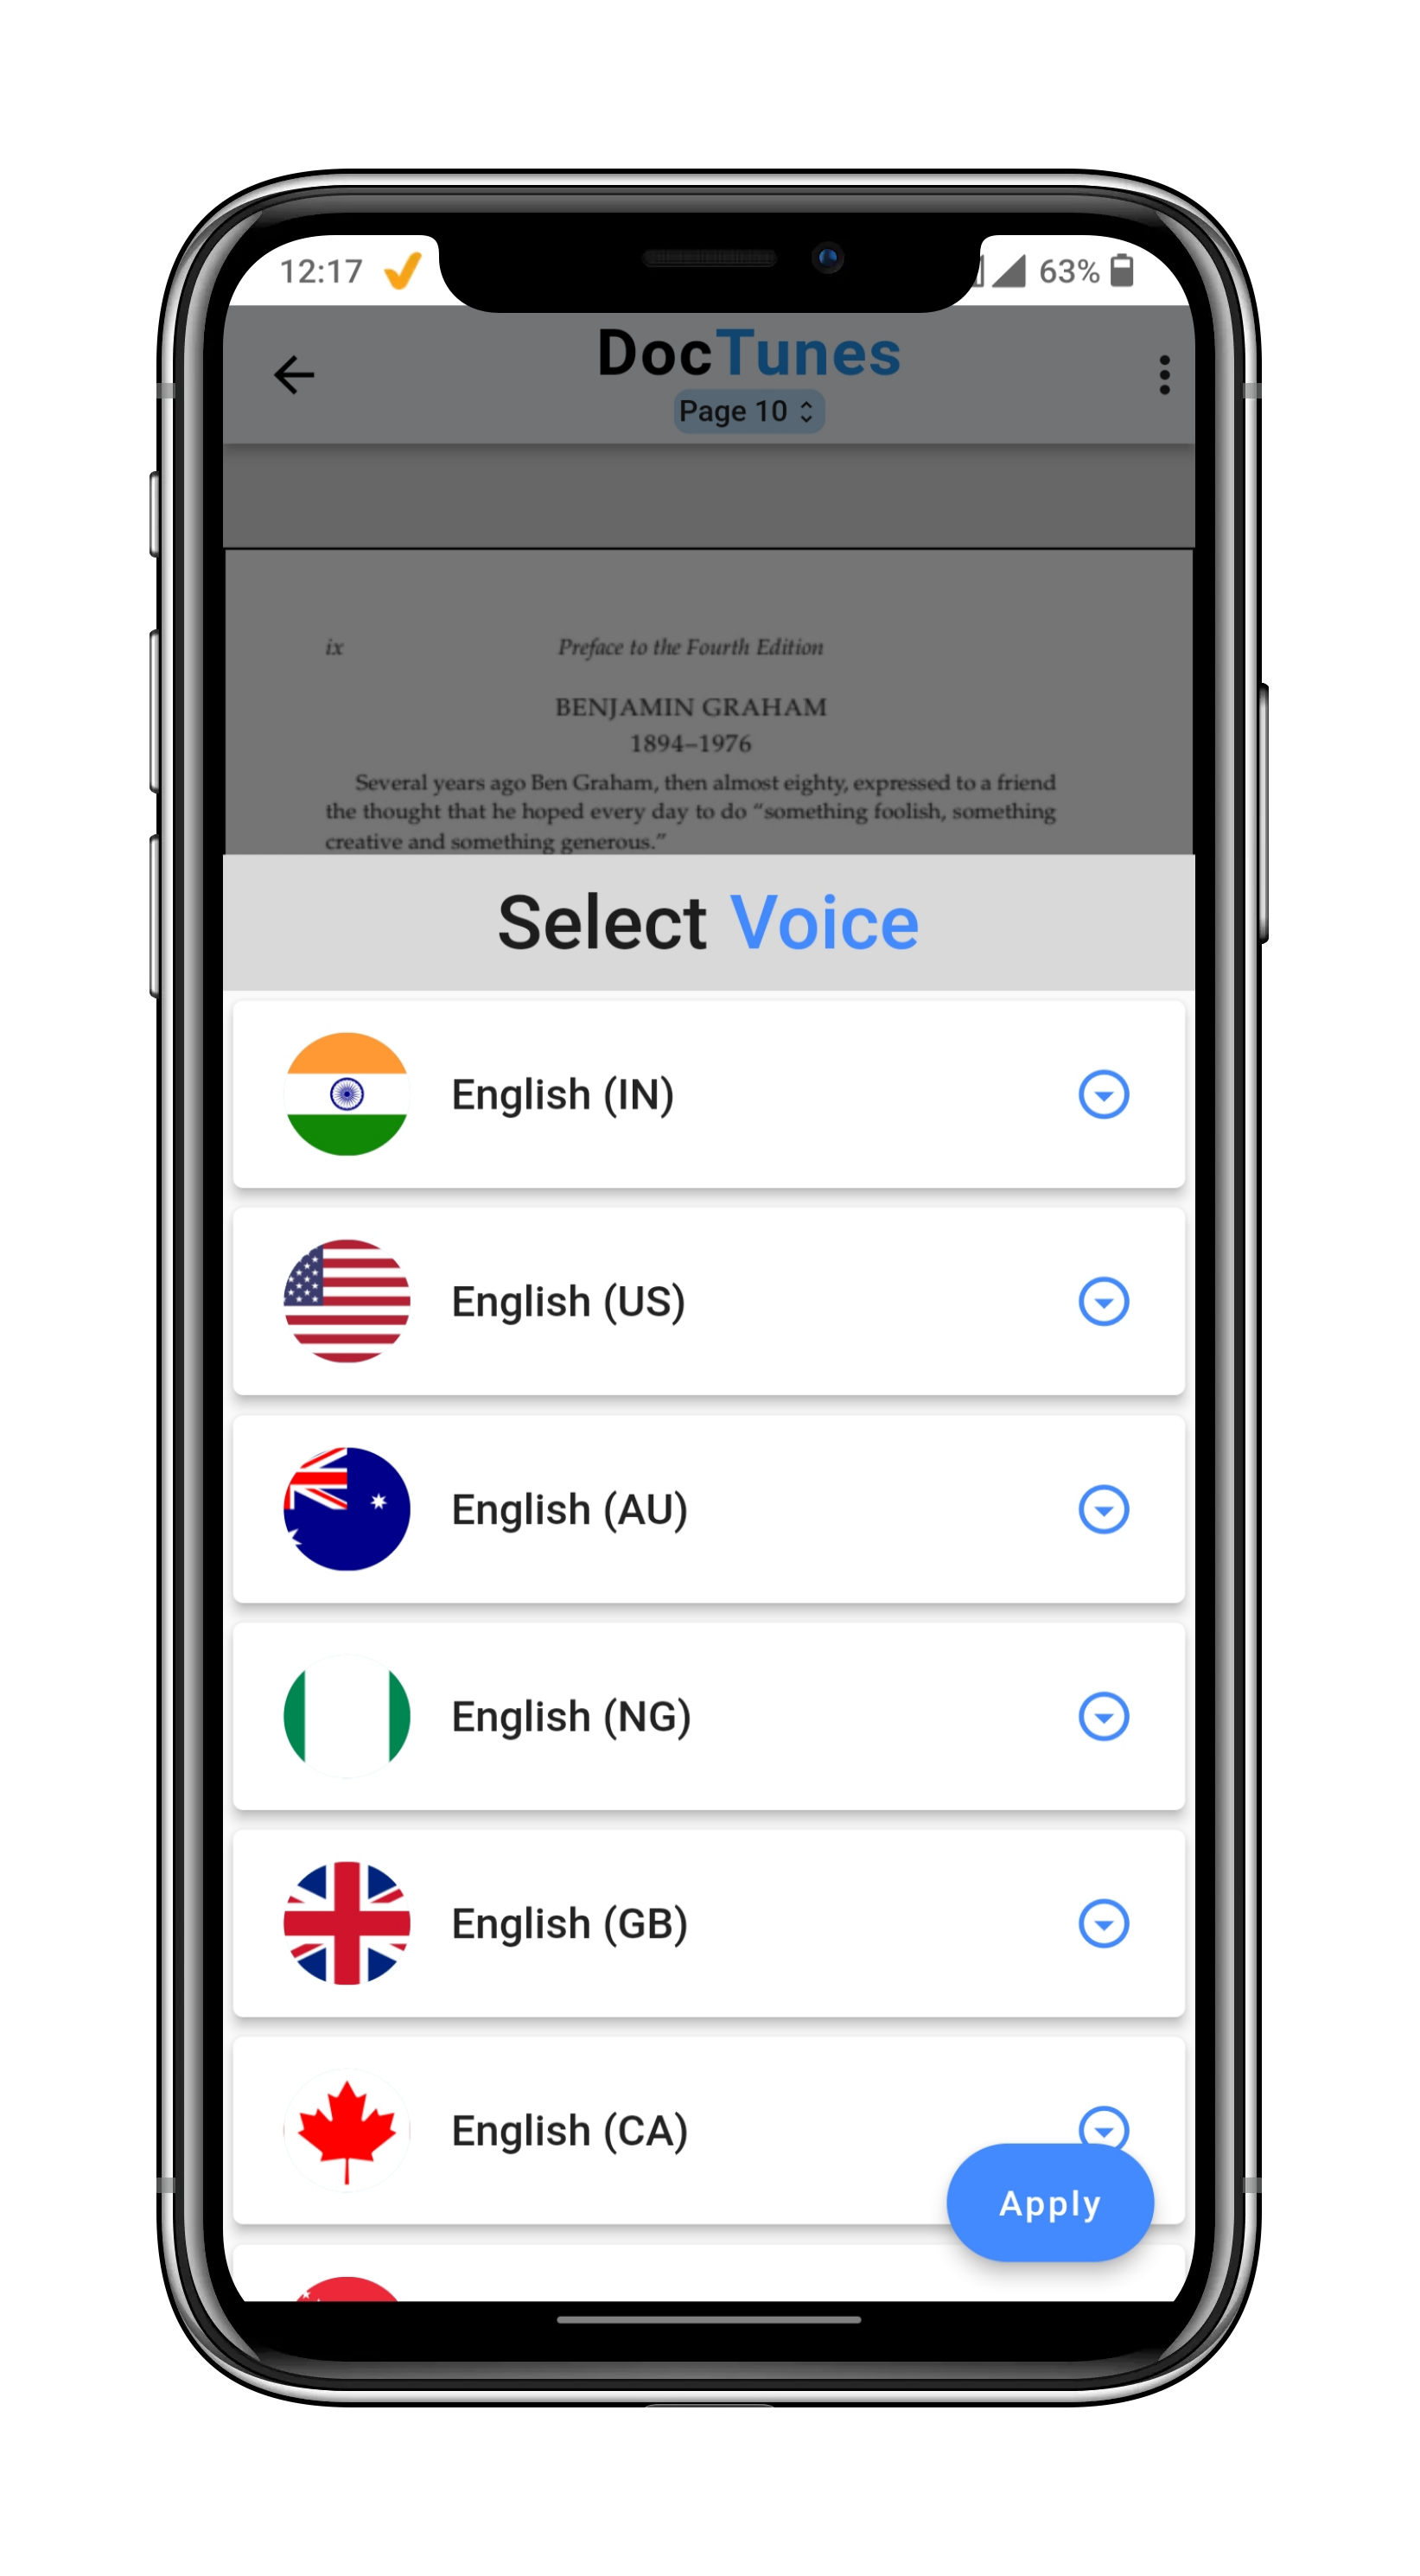 12:17
63%
DocTunes
Page 10
ix
Preface to the Fourth Edition
BENJAMIN GRAHAM
1894–1976
Several years ago Ben Graham, then almost eighty, expressed to a friend
the thought that he hoped every day to do “something foolish, something
creative and something generous.”
Select Voice
English (IN)
English (US)
English (AU)
English (NG)
English (GB)
English (CA)
Apply